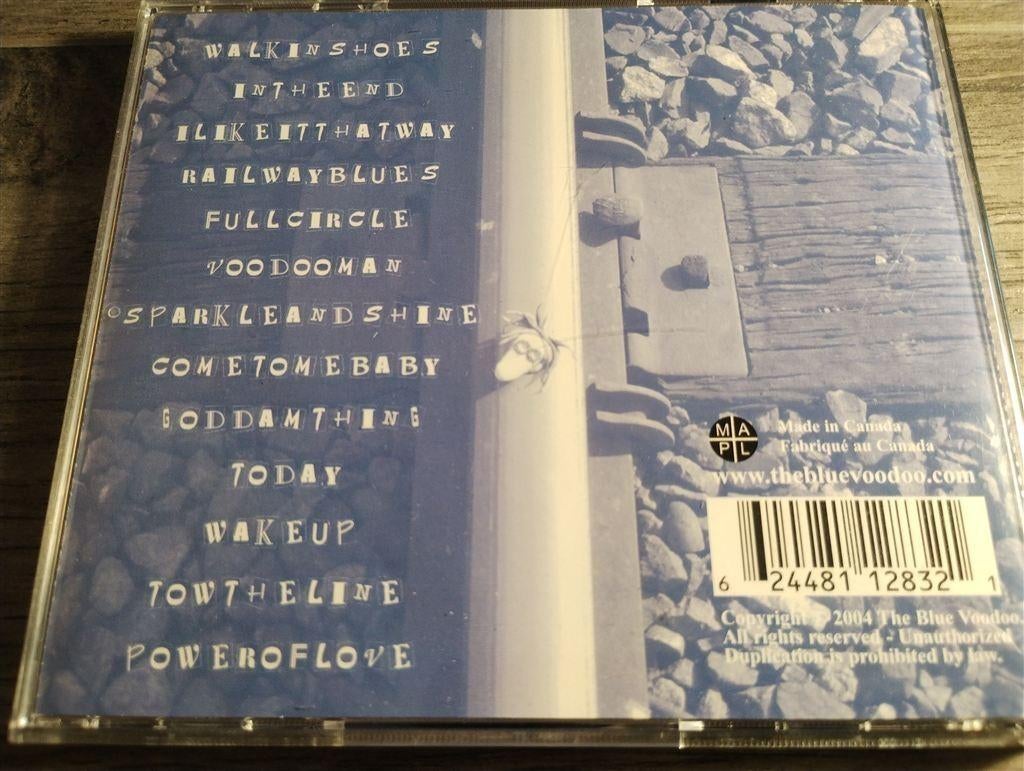 WALKINSHOES
INTHEEND
ILIKEITTHATWAY
RAILWAYBLUES
FULLCIRCLE
VOODOOMAN
©SPARKLEANDSHINE
COMETOMEBABY
GODDAMTHING
TODAY
WAKEUP
TOWTHELINE
POWEROFLOVE
MAPL
Made in Canada
Fabriqué au Canada
www.thebluevoodoo.com
6 24481 12832 1
Copyright © 2004 The Blue Voodoo.
All rights reserved - Unauthorized
Duplication is prohibited by law.